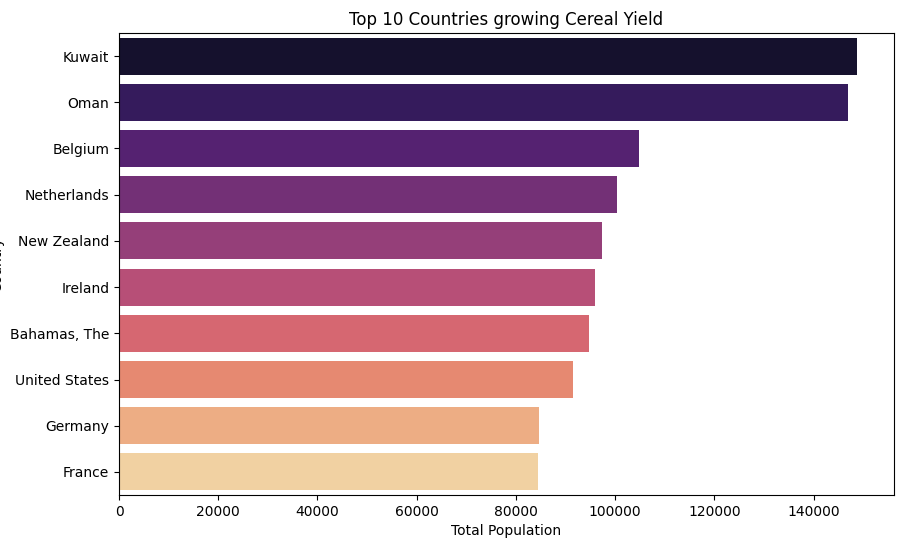 Top 10 Countries growing Cereal Yield
Kuwait
Oman
Belgium
Netherlands
New Zealand
Ireland
Bahamas, The
United States
Germany
France
0 20000 40000 60000 80000 100000 120000 140000
Total Population